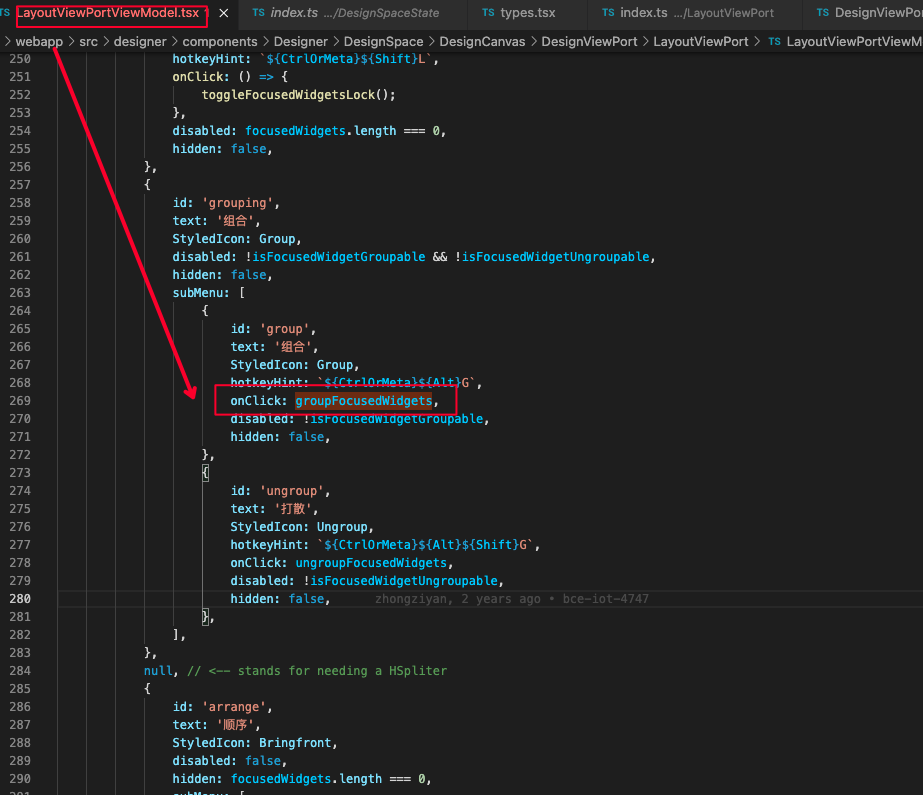 TS LayoutViewPortViewModel.tsx TS index.ts .../DesignSpaceState TS types.tsx TS index.ts .../LayoutViewPort TS DesignViewPor
> webapp > src > designer > components > Designer > DesignSpace > DesignCanvas > DesignViewPort > LayoutViewPort > TS LayoutViewPortViewM
250 hotkeyHint: `${CtrlOrMeta}${Shift}L`,
251 onClick: () => {
252 toggleFocusedWidgetsLock();
253 },
254 disabled: focusedWidgets.length === 0,
255 hidden: false,
256 },
257 {
258 id: 'grouping',
259 text: '组合',
260 StyledIcon: Group,
261 disabled: !isFocusedWidgetGroupable && !isFocusedWidgetUngroupable,
262 hidden: false,
263 subMenu: [
264 {
265 id: 'group',
266 text: '组合',
267 StyledIcon: Group,
268 hotkeyHint: `${CtrlOrMeta}${Alt}G`,
269 onClick: groupFocusedWidgets,
270 disabled: !isFocusedWidgetGroupable,
271 hidden: false,
272 },
273 {
274 id: 'ungroup',
275 text: '打散',
276 StyledIcon: Ungroup,
277 hotkeyHint: `${CtrlOrMeta}${Alt}${Shift}G`,
278 onClick: ungroupFocusedWidgets,
279 disabled: !isFocusedWidgetUngroupable,
280 hidden: false, zhongziyan, 2 years ago • bce-iot-4747
281 },
282 ],
283 },
284 null, // <-- stands for needing a HSpliter
285 {
286 id: 'arrange',
287 text: '顺序',
288 StyledIcon: Bringfront,
289 disabled: false,
290 hidden: focusedWidgets.length === 0,
291 subMenu: [